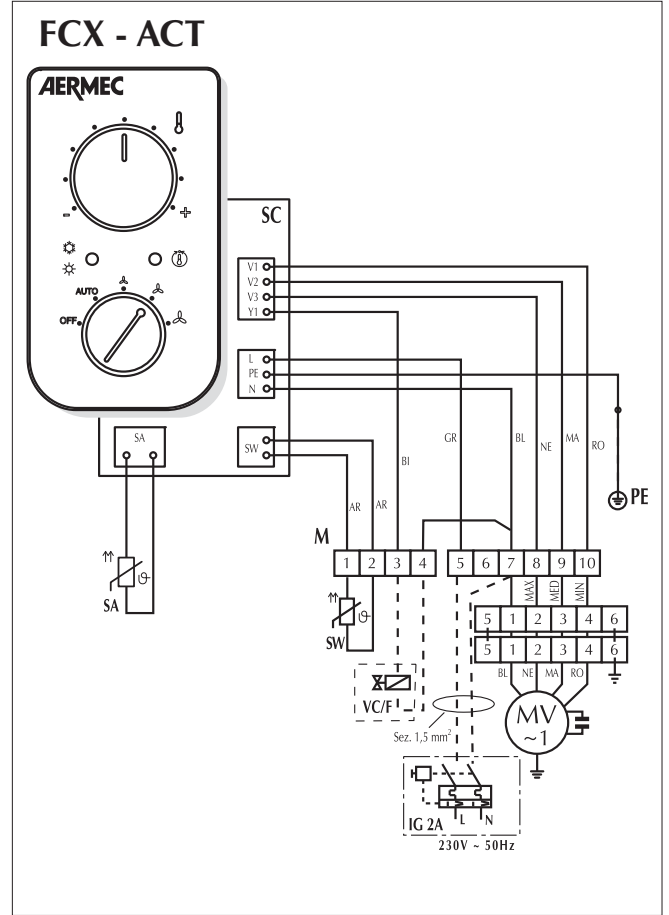 FCX - ACT
AERMEC
- +
AUTO
OFF
SC
V1
V2
V3
Y1
L
PE
N
SA
SW
GR
BL
NE
MA
RO
BI
AR
AR
PE
M
1 2 3 4 5 6 7 8 9 10
SA
SW
MAX
MED
MIN
5 1 2 3 4 6
5 1 2 3 4 6
BL NE MA RO
VC/F
MV
~1
Sez. 1,5 mm²
IG 2A
L N
230V ~ 50Hz